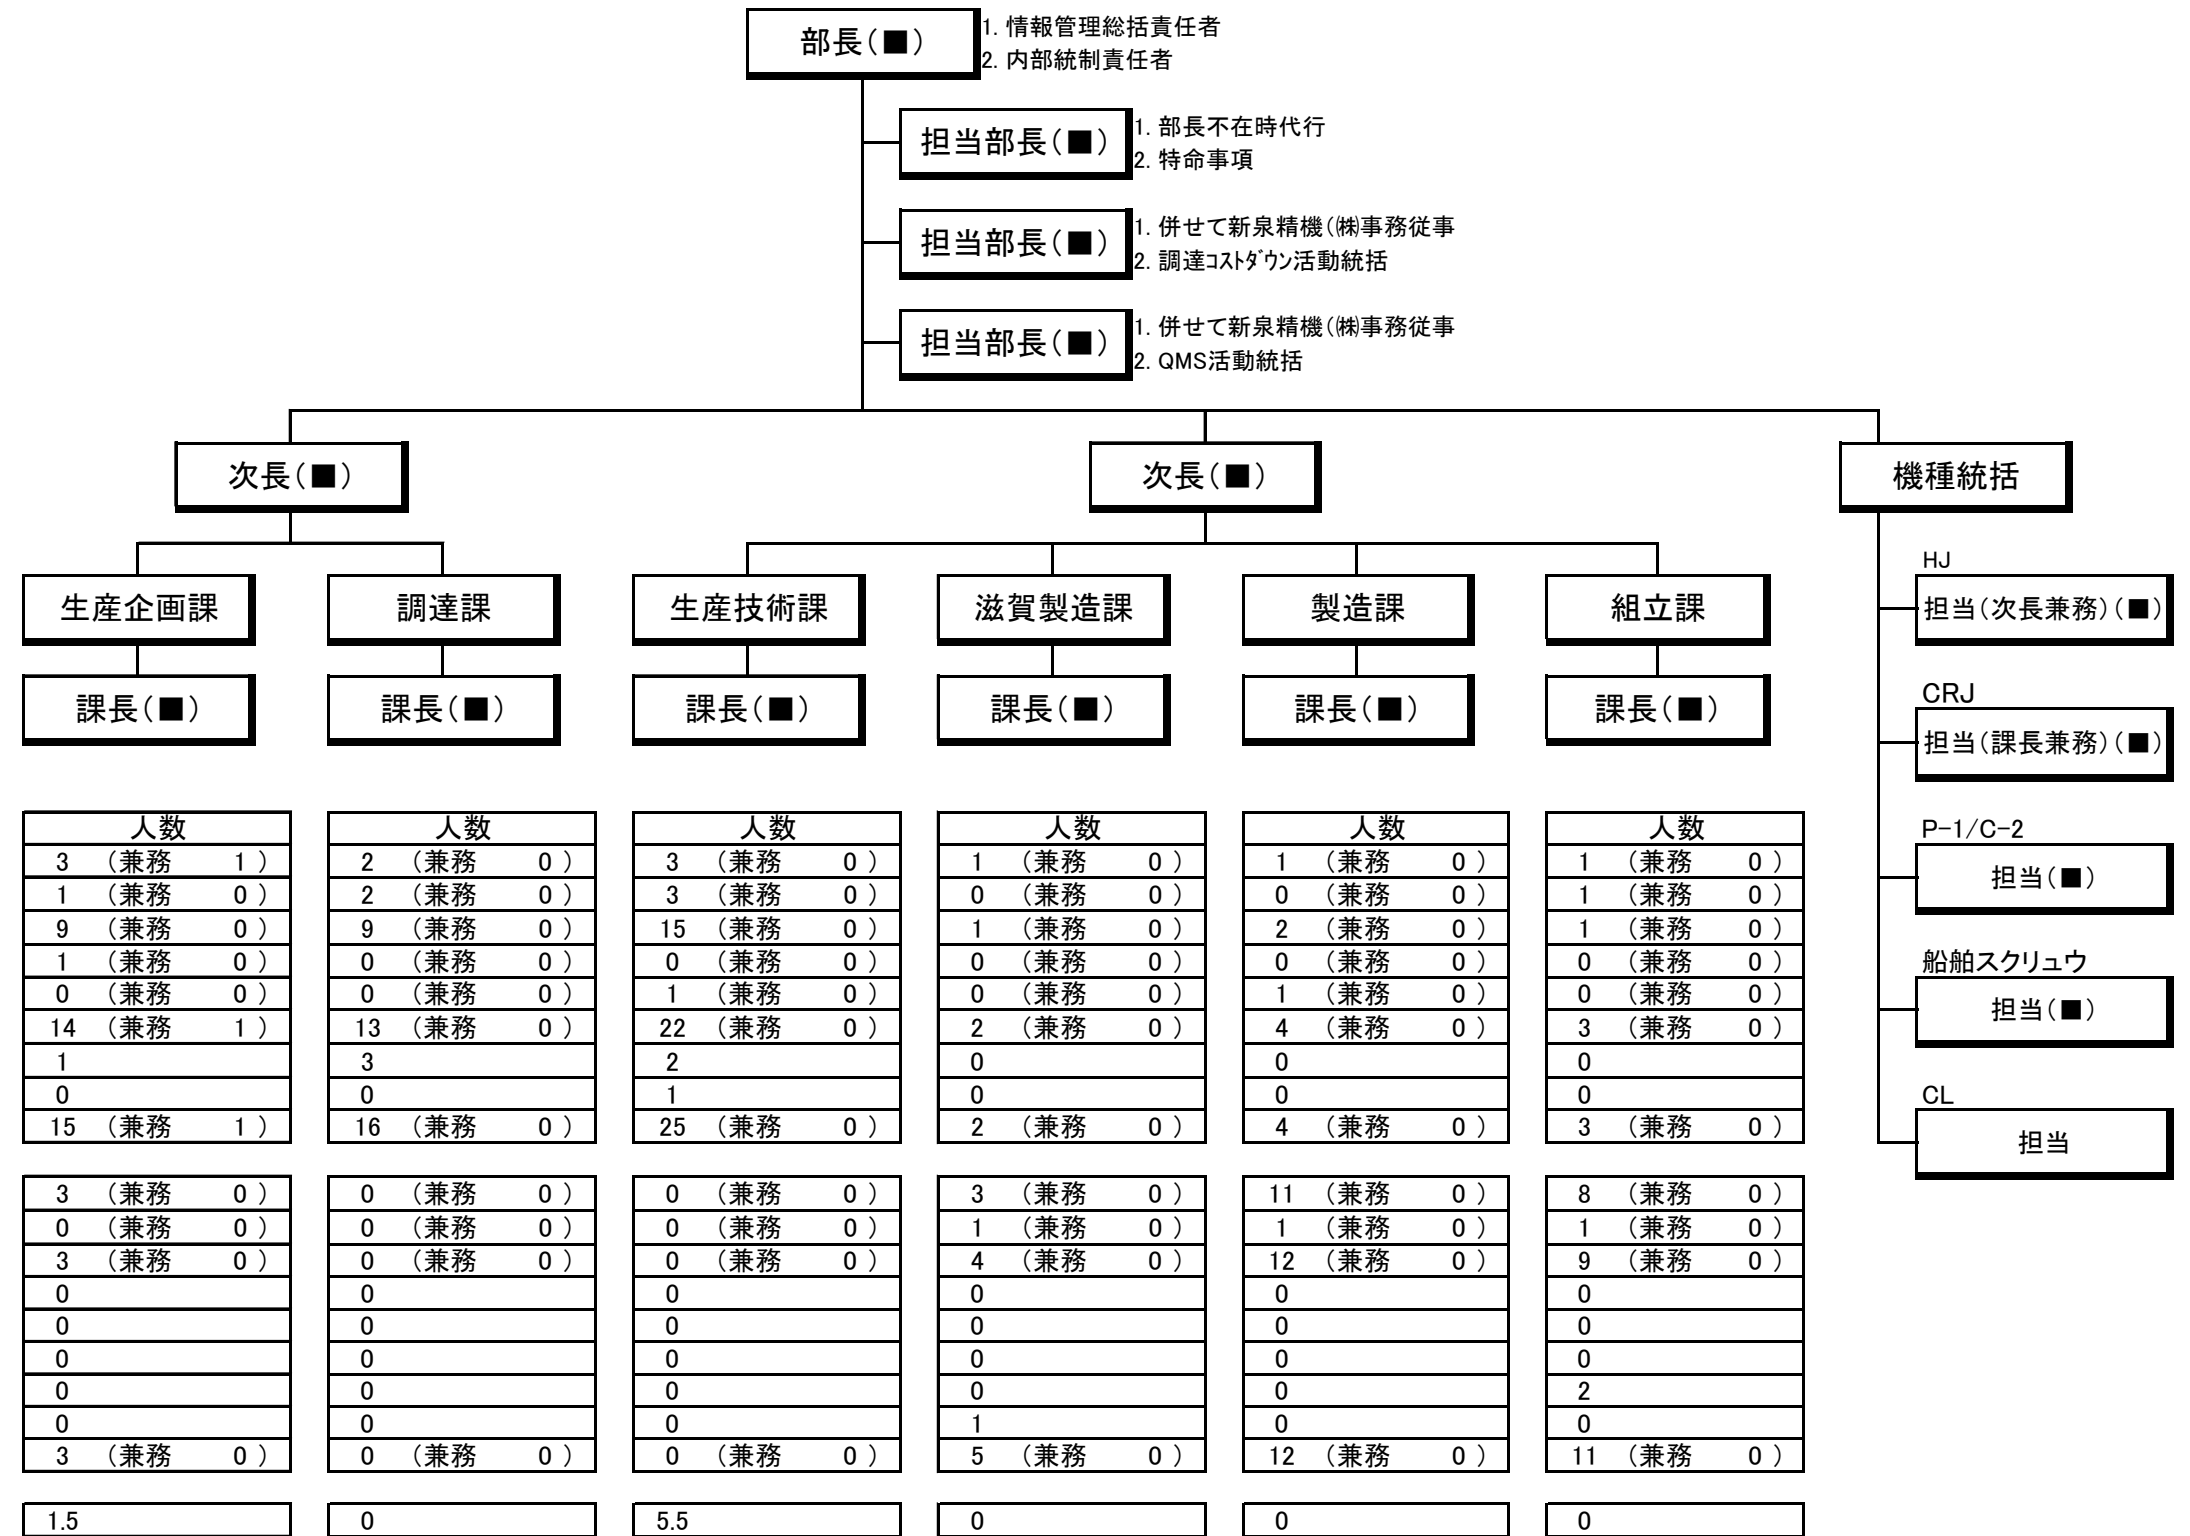 部長(■)
1. 情報管理総括責任者
2. 内部統制責任者
担当部長(■)
1. 部長不在時代行
2. 特命事項
担当部長(■)
1. 併せて新泉精機(㈱事務従事
2. 調達ｺｽﾄﾀﾞｳﾝ活動統括
担当部長(■)
1. 併せて新泉精機(㈱事務従事
2. QMS活動統括
次長(■) 次長(■) 機種統括
生産企画課 調達課 生産技術課 滋賀製造課 製造課 組立課
課長(■) 課長(■) 課長(■) 課長(■) 課長(■) 課長(■)
HJ
担当(次長兼務)(■)
CRJ
担当(課長兼務)(■)
P-1/C-2
担当(■)
船舶スクリュウ
担当(■)
CL
担当
人数 人数 人数 人数 人数 人数
3 (兼務 1 ) 2 (兼務 0 ) 3 (兼務 0 ) 1 (兼務 0 ) 1 (兼務 0 ) 1 (兼務 0 )
1 (兼務 0 ) 2 (兼務 0 ) 3 (兼務 0 ) 0 (兼務 0 ) 0 (兼務 0 ) 1 (兼務 0 )
9 (兼務 0 ) 9 (兼務 0 ) 15 (兼務 0 ) 1 (兼務 0 ) 2 (兼務 0 ) 1 (兼務 0 )
1 (兼務 0 ) 0 (兼務 0 ) 0 (兼務 0 ) 0 (兼務 0 ) 0 (兼務 0 ) 0 (兼務 0 )
0 (兼務 0 ) 0 (兼務 0 ) 1 (兼務 0 ) 0 (兼務 0 ) 1 (兼務 0 ) 0 (兼務 0 )
14 (兼務 1 ) 13 (兼務 0 ) 22 (兼務 0 ) 2 (兼務 0 ) 4 (兼務 0 ) 3 (兼務 0 )
1 3 2 0 0 0
0 0 1 0 0 0
15 (兼務 1 ) 16 (兼務 0 ) 25 (兼務 0 ) 2 (兼務 0 ) 4 (兼務 0 ) 3 (兼務 0 )
3 (兼務 0 ) 0 (兼務 0 ) 0 (兼務 0 ) 3 (兼務 0 ) 11 (兼務 0 ) 8 (兼務 0 )
0 (兼務 0 ) 0 (兼務 0 ) 0 (兼務 0 ) 1 (兼務 0 ) 1 (兼務 0 ) 1 (兼務 0 )
3 (兼務 0 ) 0 (兼務 0 ) 0 (兼務 0 ) 4 (兼務 0 ) 12 (兼務 0 ) 9 (兼務 0 )
0 0 0 0 0 0
0 0 0 0 0 0
0 0 0 0 0 0
0 0 0 0 0 2
0 0 0 1 0 0
3 (兼務 0 ) 0 (兼務 0 ) 0 (兼務 0 ) 5 (兼務 0 ) 12 (兼務 0 ) 11 (兼務 0 )
1.5 0 5.5 0 0 0